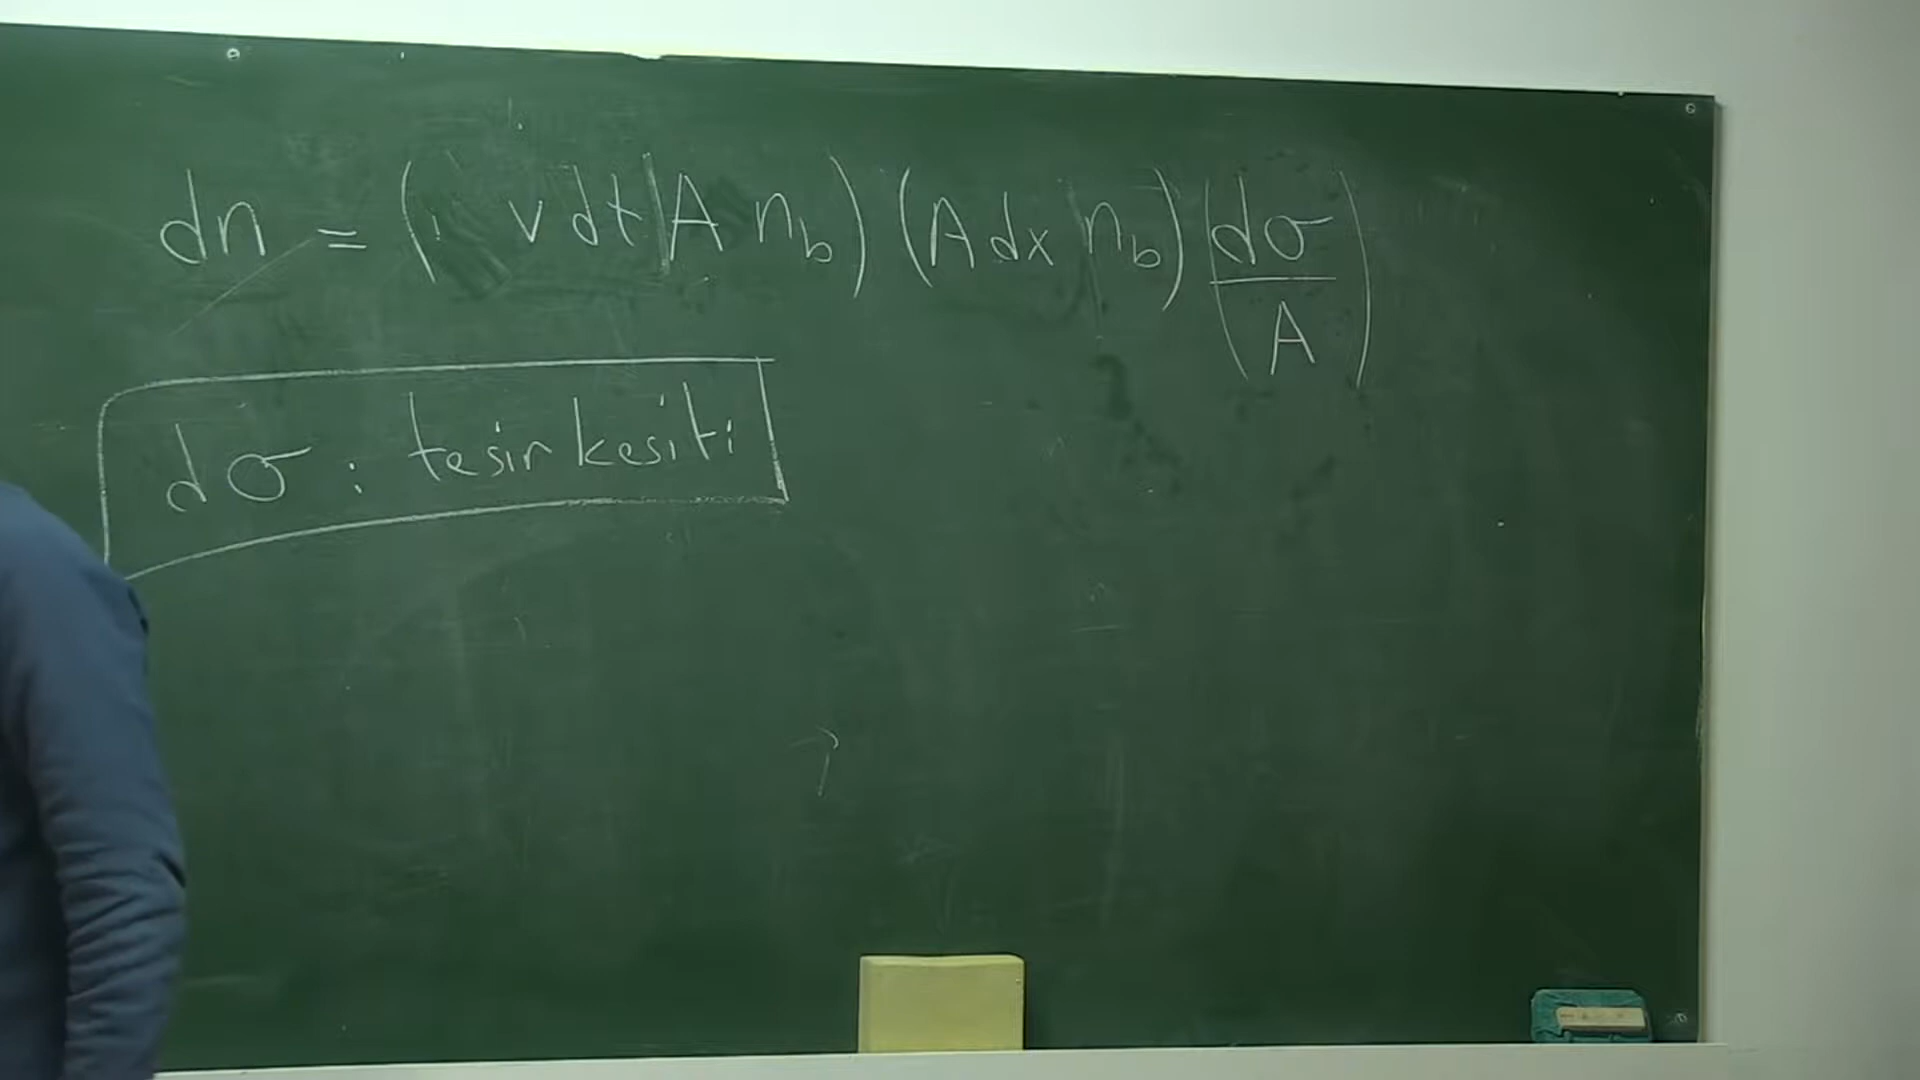 dn = ( v dt A n_b) (A dx n_b) (dσ/A)
dσ : tesir kesiti